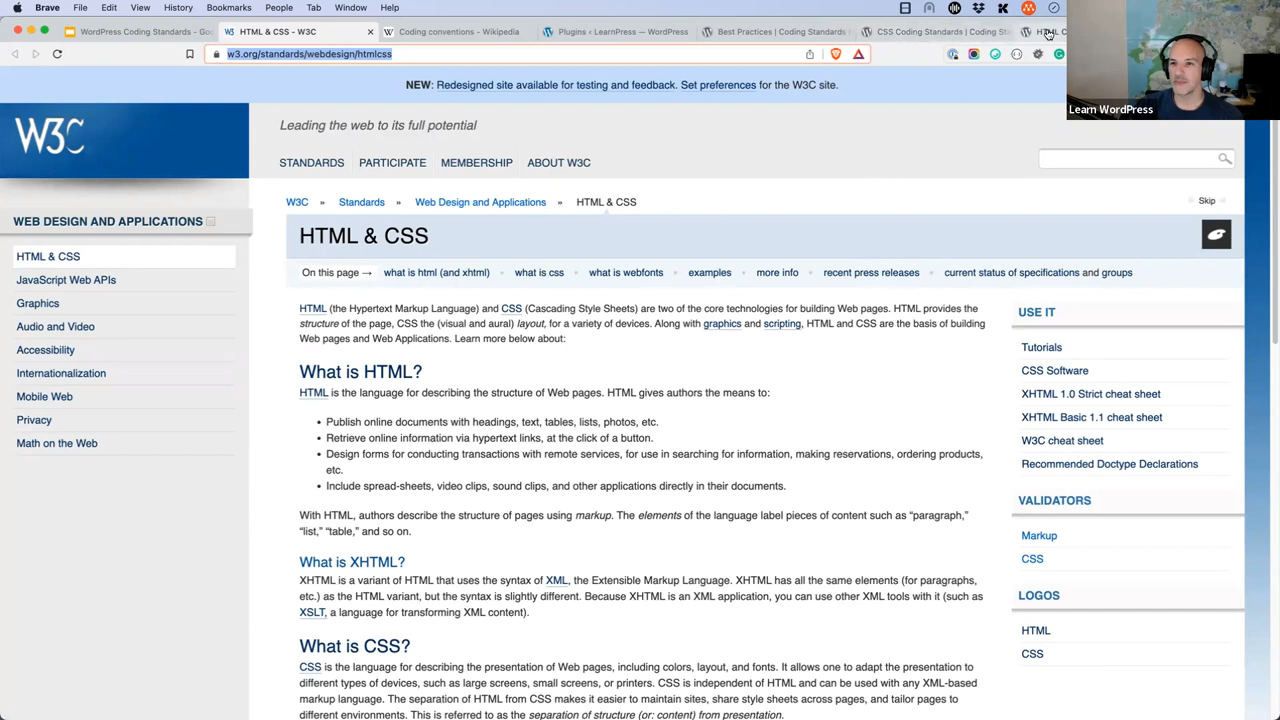 Brave File Edit View History Bookmarks People Tab Window Help
WordPress Coding Standards - Goo
HTML & CSS - W3C
Coding conventions - Wikipedia
Plugins ‹ LearnPress — WordPress
Best Practices | Coding Standards
CSS Coding Standards | Coding St
HTML C
w3.org/standards/webdesign/htmlcss
Learn WordPress
NEW: Redesigned site available for testing and feedback. Set preferences for the W3C site.
W3C
Leading the web to its full potential
STANDARDS PARTICIPATE MEMBERSHIP ABOUT W3C
W3C » Standards » Web Design and Applications » HTML & CSS
Skip
WEB DESIGN AND APPLICATIONS
HTML & CSS
JavaScript Web APIs
Graphics
Audio and Video
Accessibility
Internationalization
Mobile Web
Privacy
Math on the Web
HTML & CSS
On this page → what is html (and xhtml) • what is css • what is webfonts • examples • more info • recent press releases • current status of specifications and groups
HTML (the Hypertext Markup Language) and CSS (Cascading Style Sheets) are two of the core technologies for building Web pages. HTML provides the
structure of the page, CSS the (visual and aural) layout, for a variety of devices. Along with graphics and scripting, HTML and CSS are the basis of building
Web pages and Web Applications. Learn more below about:
What is HTML?
HTML is the language for describing the structure of Web pages. HTML gives authors the means to:
• Publish online documents with headings, text, tables, lists, photos, etc.
• Retrieve online information via hypertext links, at the click of a button.
• Design forms for conducting transactions with remote services, for use in searching for information, making reservations, ordering products,
etc.
• Include spread-sheets, video clips, sound clips, and other applications directly in their documents.
With HTML, authors describe the structure of pages using markup. The elements of the language label pieces of content such as “paragraph,”
“list,” “table,” and so on.
What is XHTML?
XHTML is a variant of HTML that uses the syntax of XML, the Extensible Markup Language. XHTML has all the same elements (for paragraphs,
etc.) as the HTML variant, but the syntax is slightly different. Because XHTML is an XML application, you can use other XML tools with it (such as
XSLT, a language for transforming XML content).
What is CSS?
CSS is the language for describing the presentation of Web pages, including colors, layout, and fonts. It allows one to adapt the presentation to
different types of devices, such as large screens, small screens, or printers. CSS is independent of HTML and can be used with any XML-based
markup language. The separation of HTML from CSS makes it easier to maintain sites, share style sheets across pages, and tailor pages to
different environments. This is referred to as the separation of structure (or: content) from presentation.
USE IT
Tutorials
CSS Software
XHTML 1.0 Strict cheat sheet
XHTML Basic 1.1 cheat sheet
W3C cheat sheet
Recommended Doctype Declarations
VALIDATORS
Markup
CSS
LOGOS
HTML
CSS